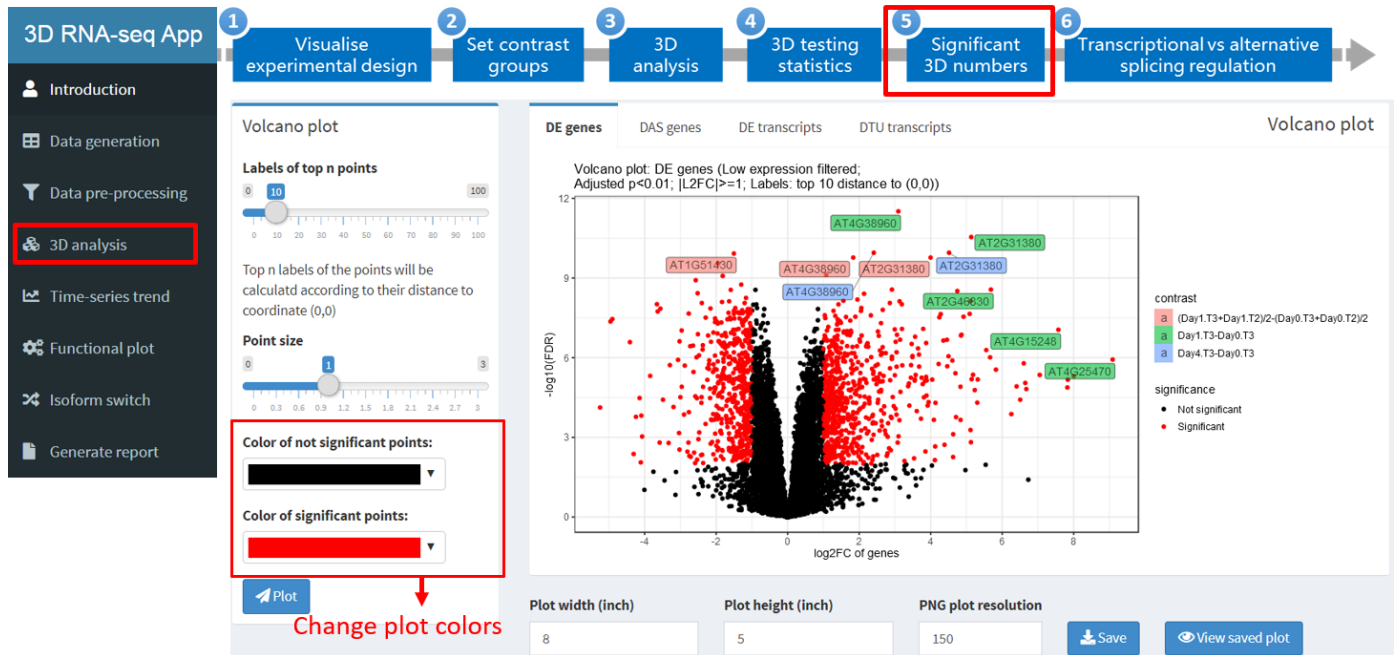 3D RNA-seq App
Introduction
Data generation
Data pre-processing
3D analysis
Time-series trend
Functional plot
Isoform switch
Generate report
1
Visualise
experimental design
2
Set contrast
groups
3
3D
analysis
4
3D testing
statistics
5
Significant
3D numbers
6
Transcriptional vs alternative
splicing regulation
Volcano plot
Labels of top n points
0 10 100
0 10 20 30 40 50 60 70 80 90 100
Top n labels of the points will be
calculatd according to their distance to
coordinate (0,0)
Point size
0 1 3
0 0.3 0.6 0.9 1.2 1.5 1.8 2.1 2.4 2.7 3
Color of not significant points:
Color of significant points:
Plot
Change plot colors
DE genes DAS genes DE transcripts DTU transcripts Volcano plot
Volcano plot: DE genes (Low expression filtered;
Adjusted p<0.01; |L2FC|>=1; Labels: top 10 distance to (0,0))
12
9
6
3
0
-log10(FDR)
AT4G38960
AT2G31380
AT1G51430
AT4G38960
AT2G31380
AT2G31380
AT4G38960
AT2G46830
AT4G15248
AT4G25470
-4 -2 0 2 4 6 8
log2FC of genes
contrast
a (Day1.T3+Day1.T2)/2-(Day0.T3+Day0.T2)/2
a Day1.T3-Day0.T3
a Day4.T3-Day0.T3
significance
Not significant
Significant
Plot width (inch) Plot height (inch) PNG plot resolution
8 5 150 Save View saved plot